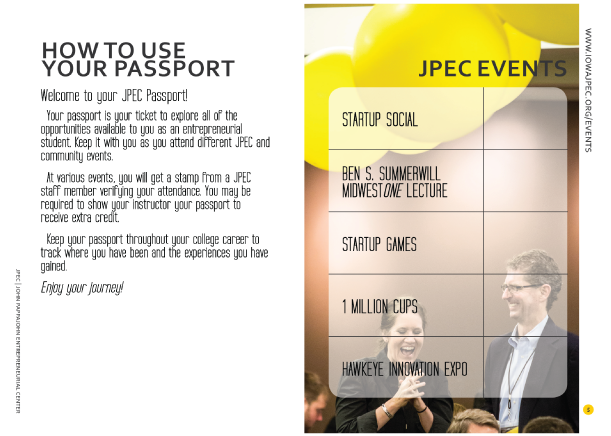 HOW TO USE
YOUR PASSPORT
Welcome to your JPEC Passport!
Your passport is your ticket to explore all of the
opportunities available to you as an entrepreneurial
student. Keep it with you as you attend different JPEC and
community events.
At various events, you will get a stamp from a JPEC
staff member verifying your attendance. You may be
required to show your instructor your passport to
receive extra credit.
Keep your passport throughout your college career to
track where you have been and the experiences you have
gained.
Enjoy your journey!
JPEC | JOHN PAPPAJOHN ENTREPRENEURIAL CENTER
JPEC EVENTS
STARTUP SOCIAL
BEN S. SUMMERWILL
MIDWESTONE LECTURE
STARTUP GAMES
1 MILLION CUPS
HAWKEYE INNOVATION EXPO
WWW.IOWAJPEC.ORG/EVENTS